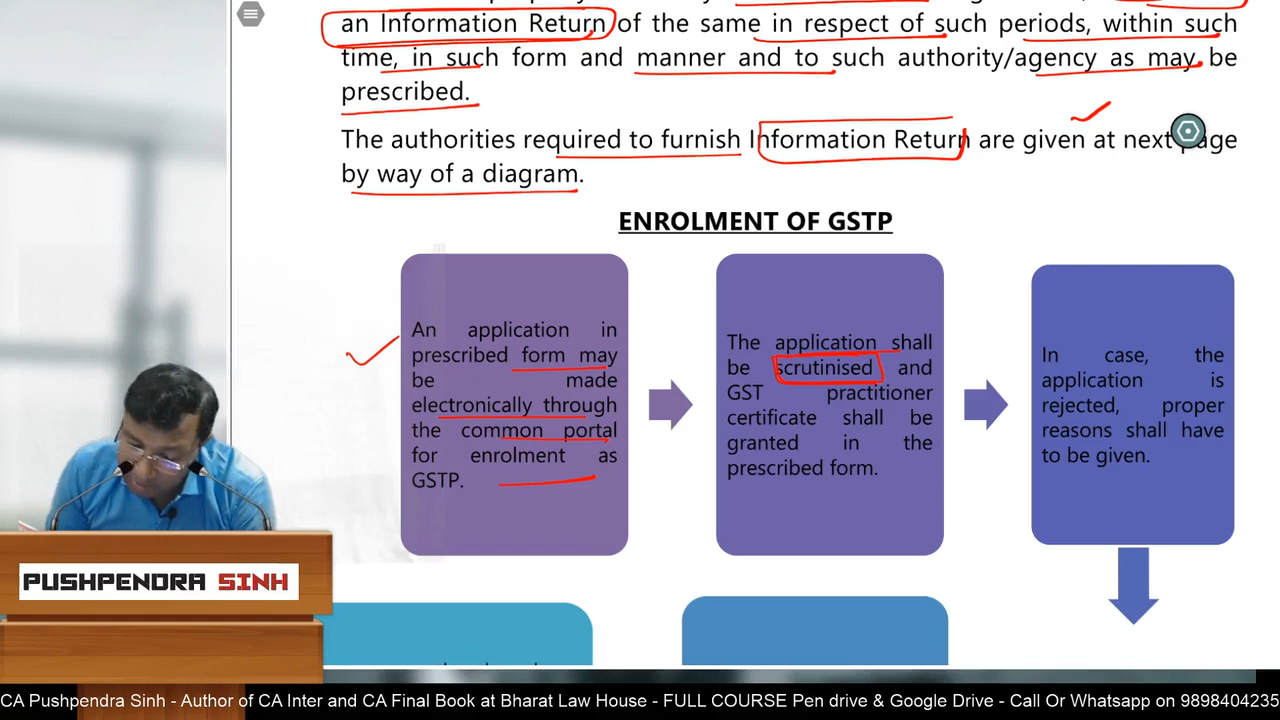 an Information Return of the same in respect of such periods, within such
time, in such form and manner and to such authority/agency as may be
prescribed.
The authorities required to furnish Information Return are given at next page
by way of a diagram.
ENROLMENT OF GSTP
An application in
prescribed form may
be made
electronically through
the common portal
for enrolment as
GSTP.
The application shall
be scrutinised and
GST practitioner
certificate shall be
granted in the
prescribed form.
In case, the
application is
rejected, proper
reasons shall have
to be given.
PUSHPENDRA SINH
CA Pushpendra Sinh - Author of CA Inter and CA Final Book at Bharat Law House - FULL COURSE Pen drive & Google Drive - Call Or Whatsapp on 9898404235